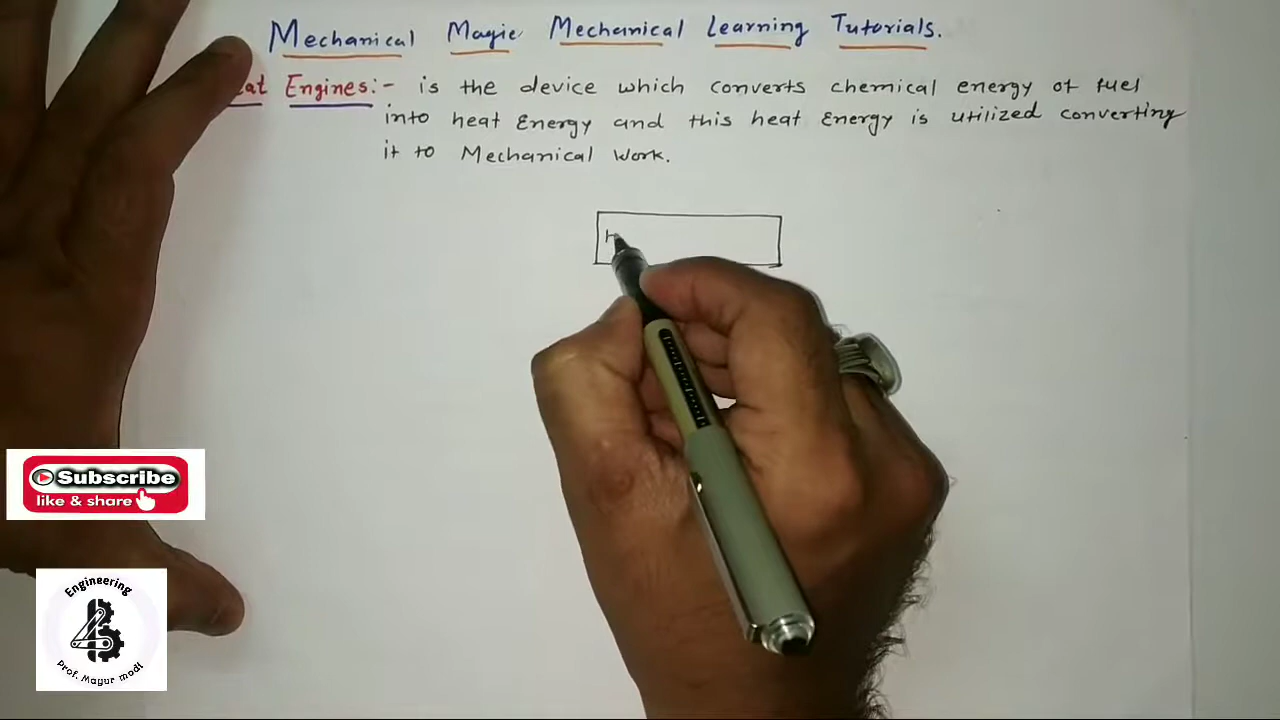 Mechanical Magic Mechanical Learning Tutorials.
Engines:- is the device which converts chemical energy of fuel
into heat Energy and this heat Energy is utilized converting
it to Mechanical Work.
Subscribe
like & share
Engineering
Prof. Mayur modi